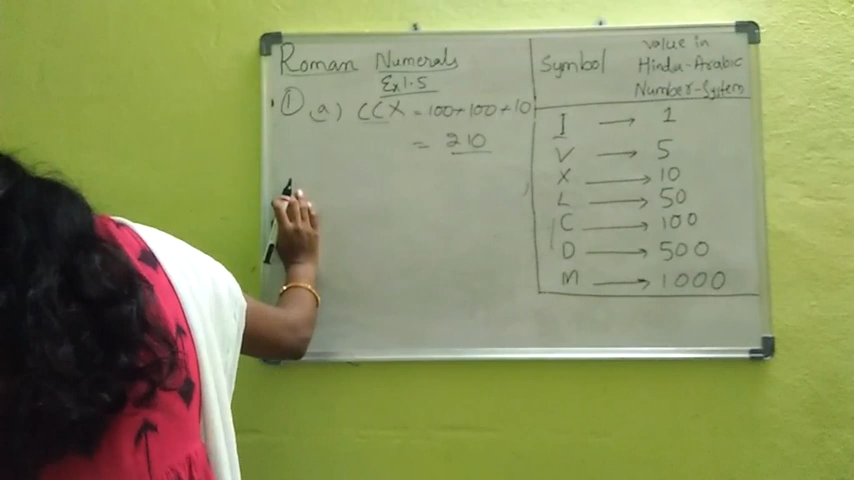 Roman Numerals
Ex 1.5
① (a) CCX = 100+100+10
= 210
Symbol value in Hindu-Arabic Number-System
I → 1
V → 5
X → 10
L → 50
C → 100
D → 500
M → 1000